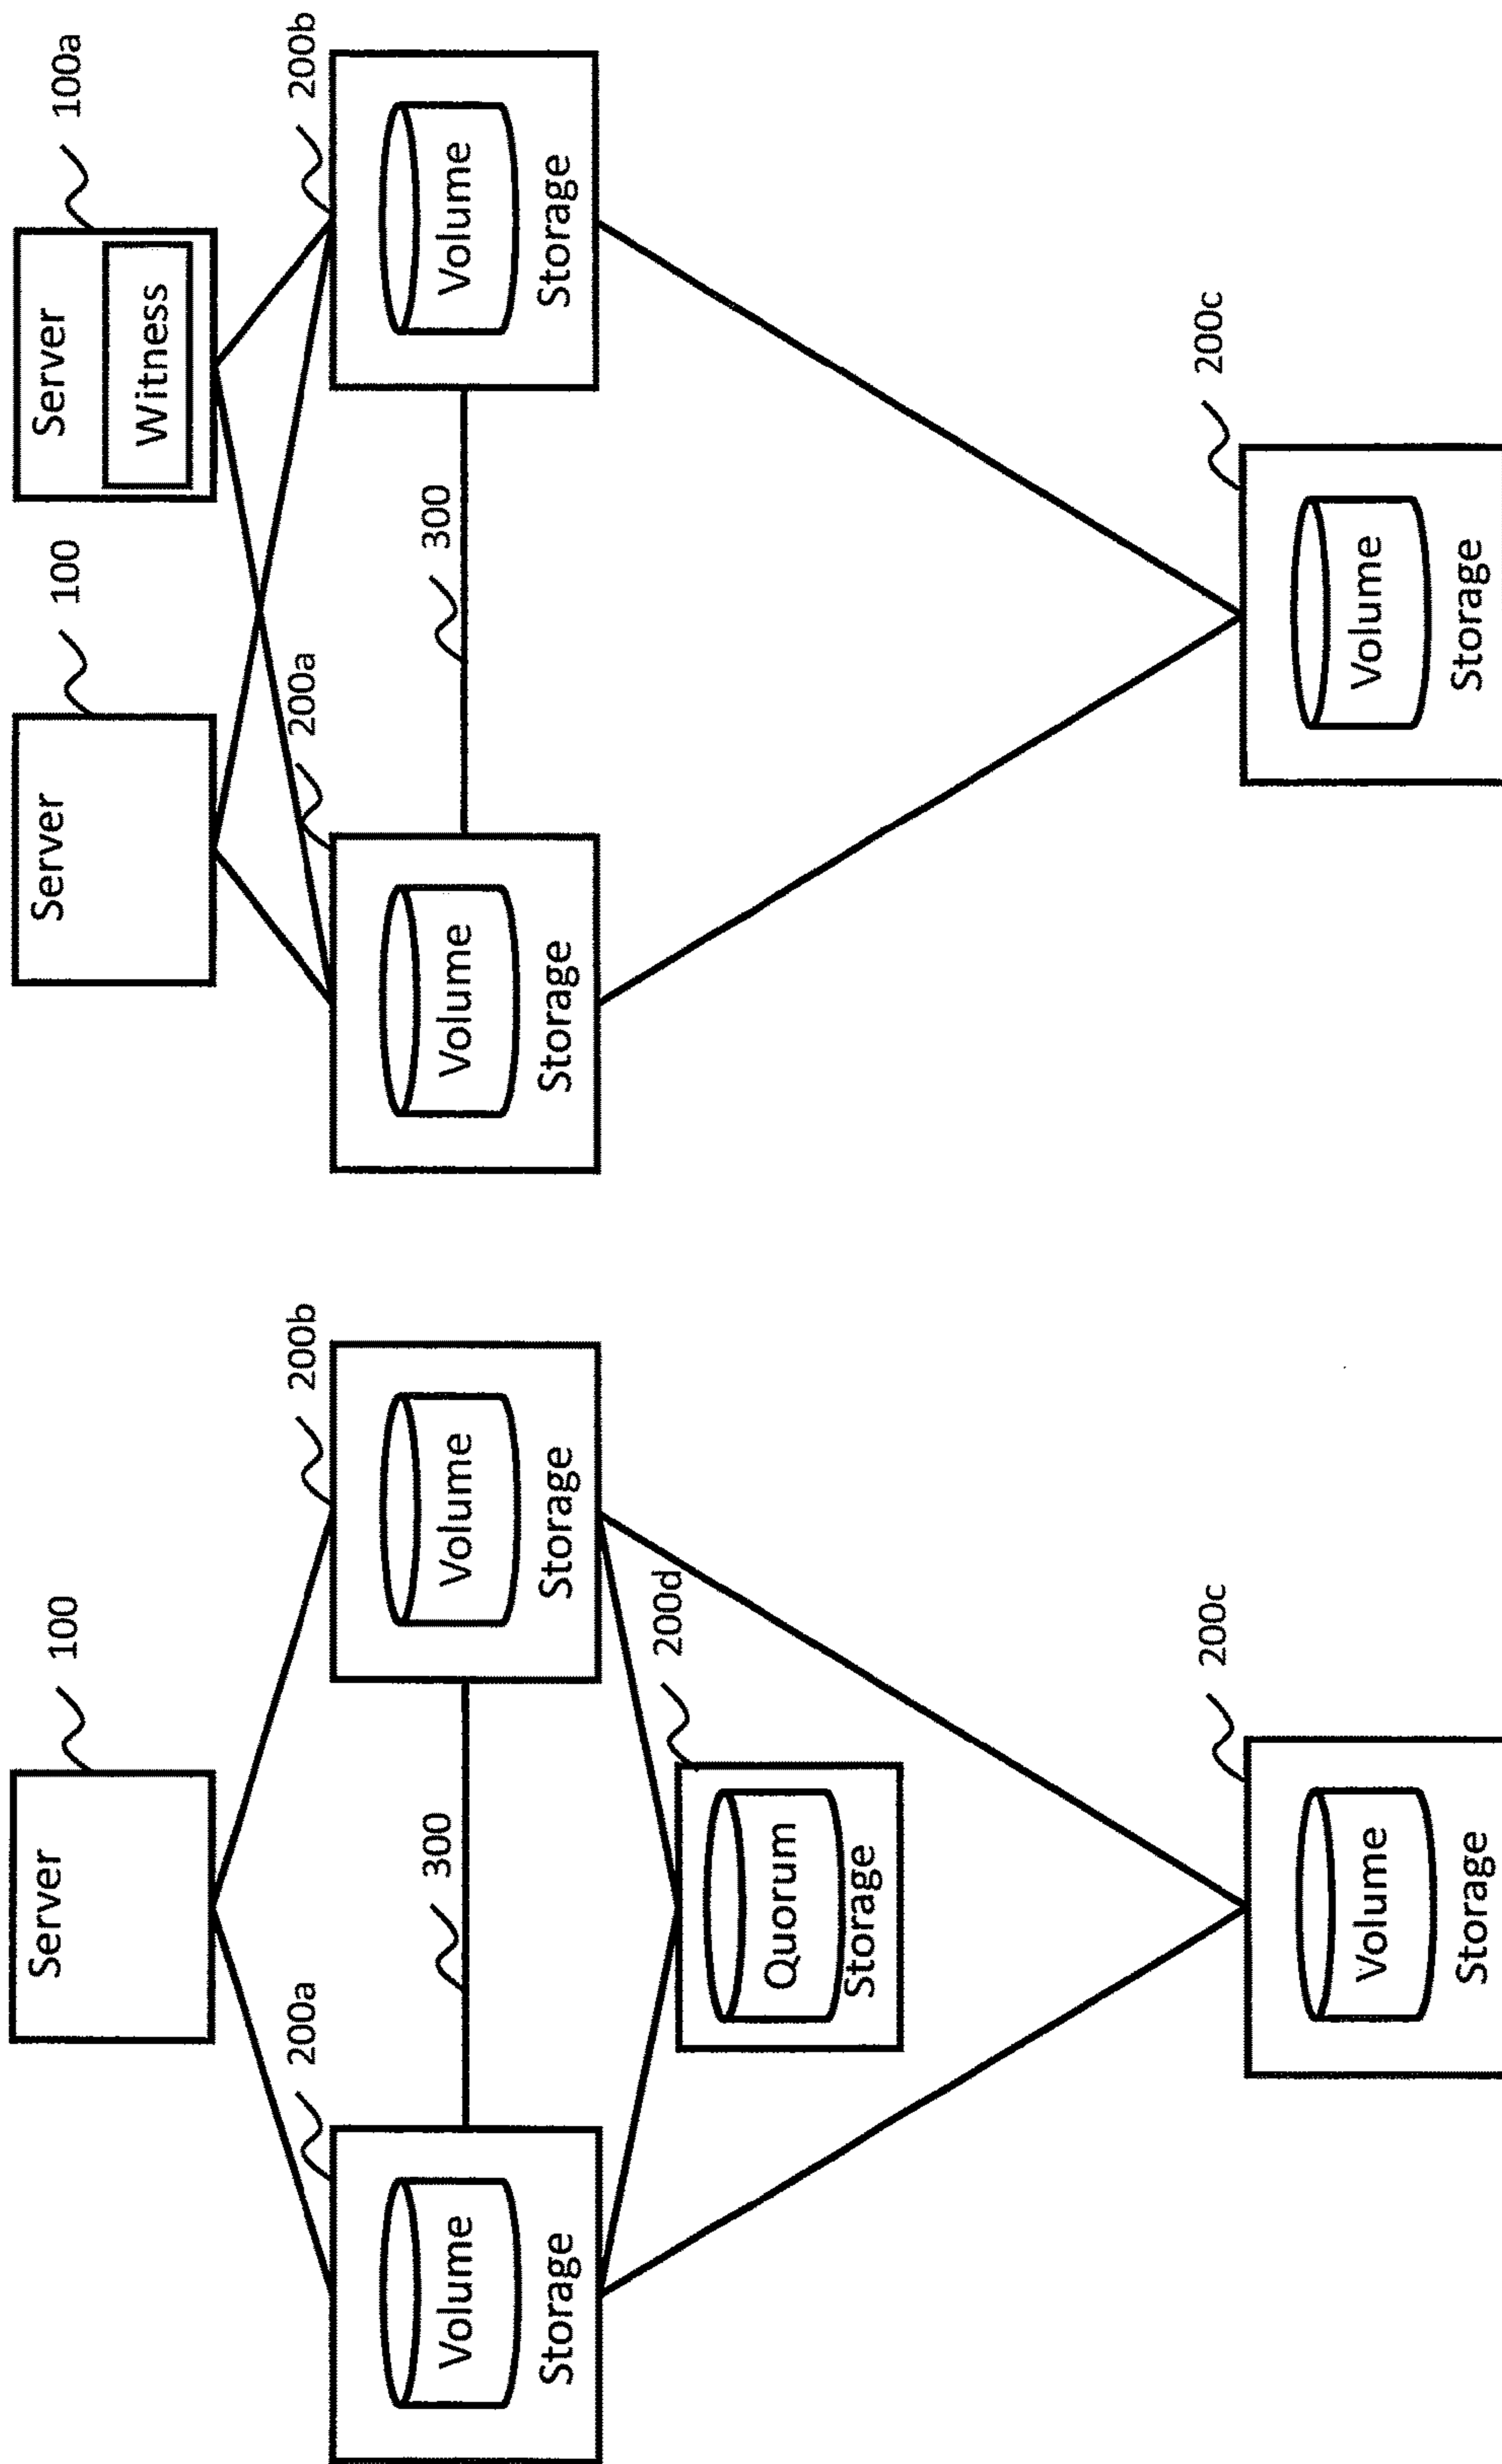 Server
100
200a
200b
Volume
Storage
300
Volume
Storage
200d
Quorum
Storage
200c
Volume
Storage
Server
100
Server
Witness
100a
200a
200b
Volume
Storage
300
Volume
Storage
200c
Volume
Storage